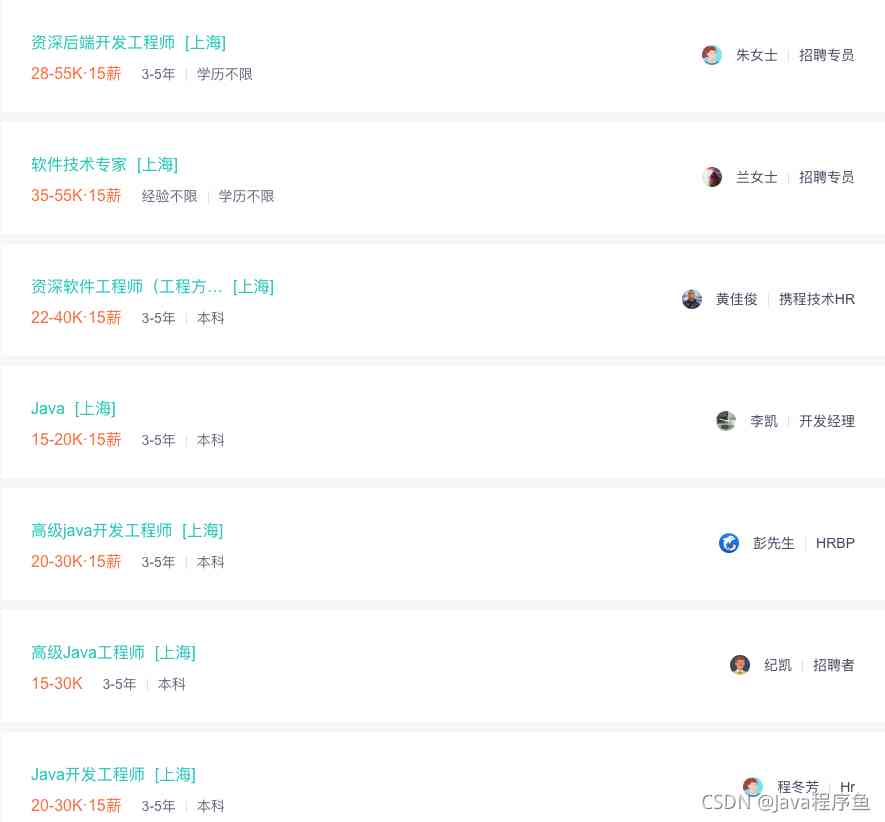 资深后端开发工程师 [上海]
朱女士 | 招聘专员
28-55K·15薪 3-5年 | 学历不限
软件技术专家 [上海]
兰女士 | 招聘专员
35-55K·15薪 经验不限 | 学历不限
资深软件工程师（工程方... [上海]
黄佳俊 | 携程技术HR
22-40K·15薪 3-5年 | 本科
Java [上海]
李凯 | 开发经理
15-20K·15薪 3-5年 | 本科
高级java开发工程师 [上海]
彭先生 | HRBP
20-30K·15薪 3-5年 | 本科
高级Java工程师 [上海]
纪凯 | 招聘者
15-30K 3-5年 | 本科
Java开发工程师 [上海]
程冬芳 | Hr
20-30K·15薪 3-5年 | 本科
CSDN @java程序鱼